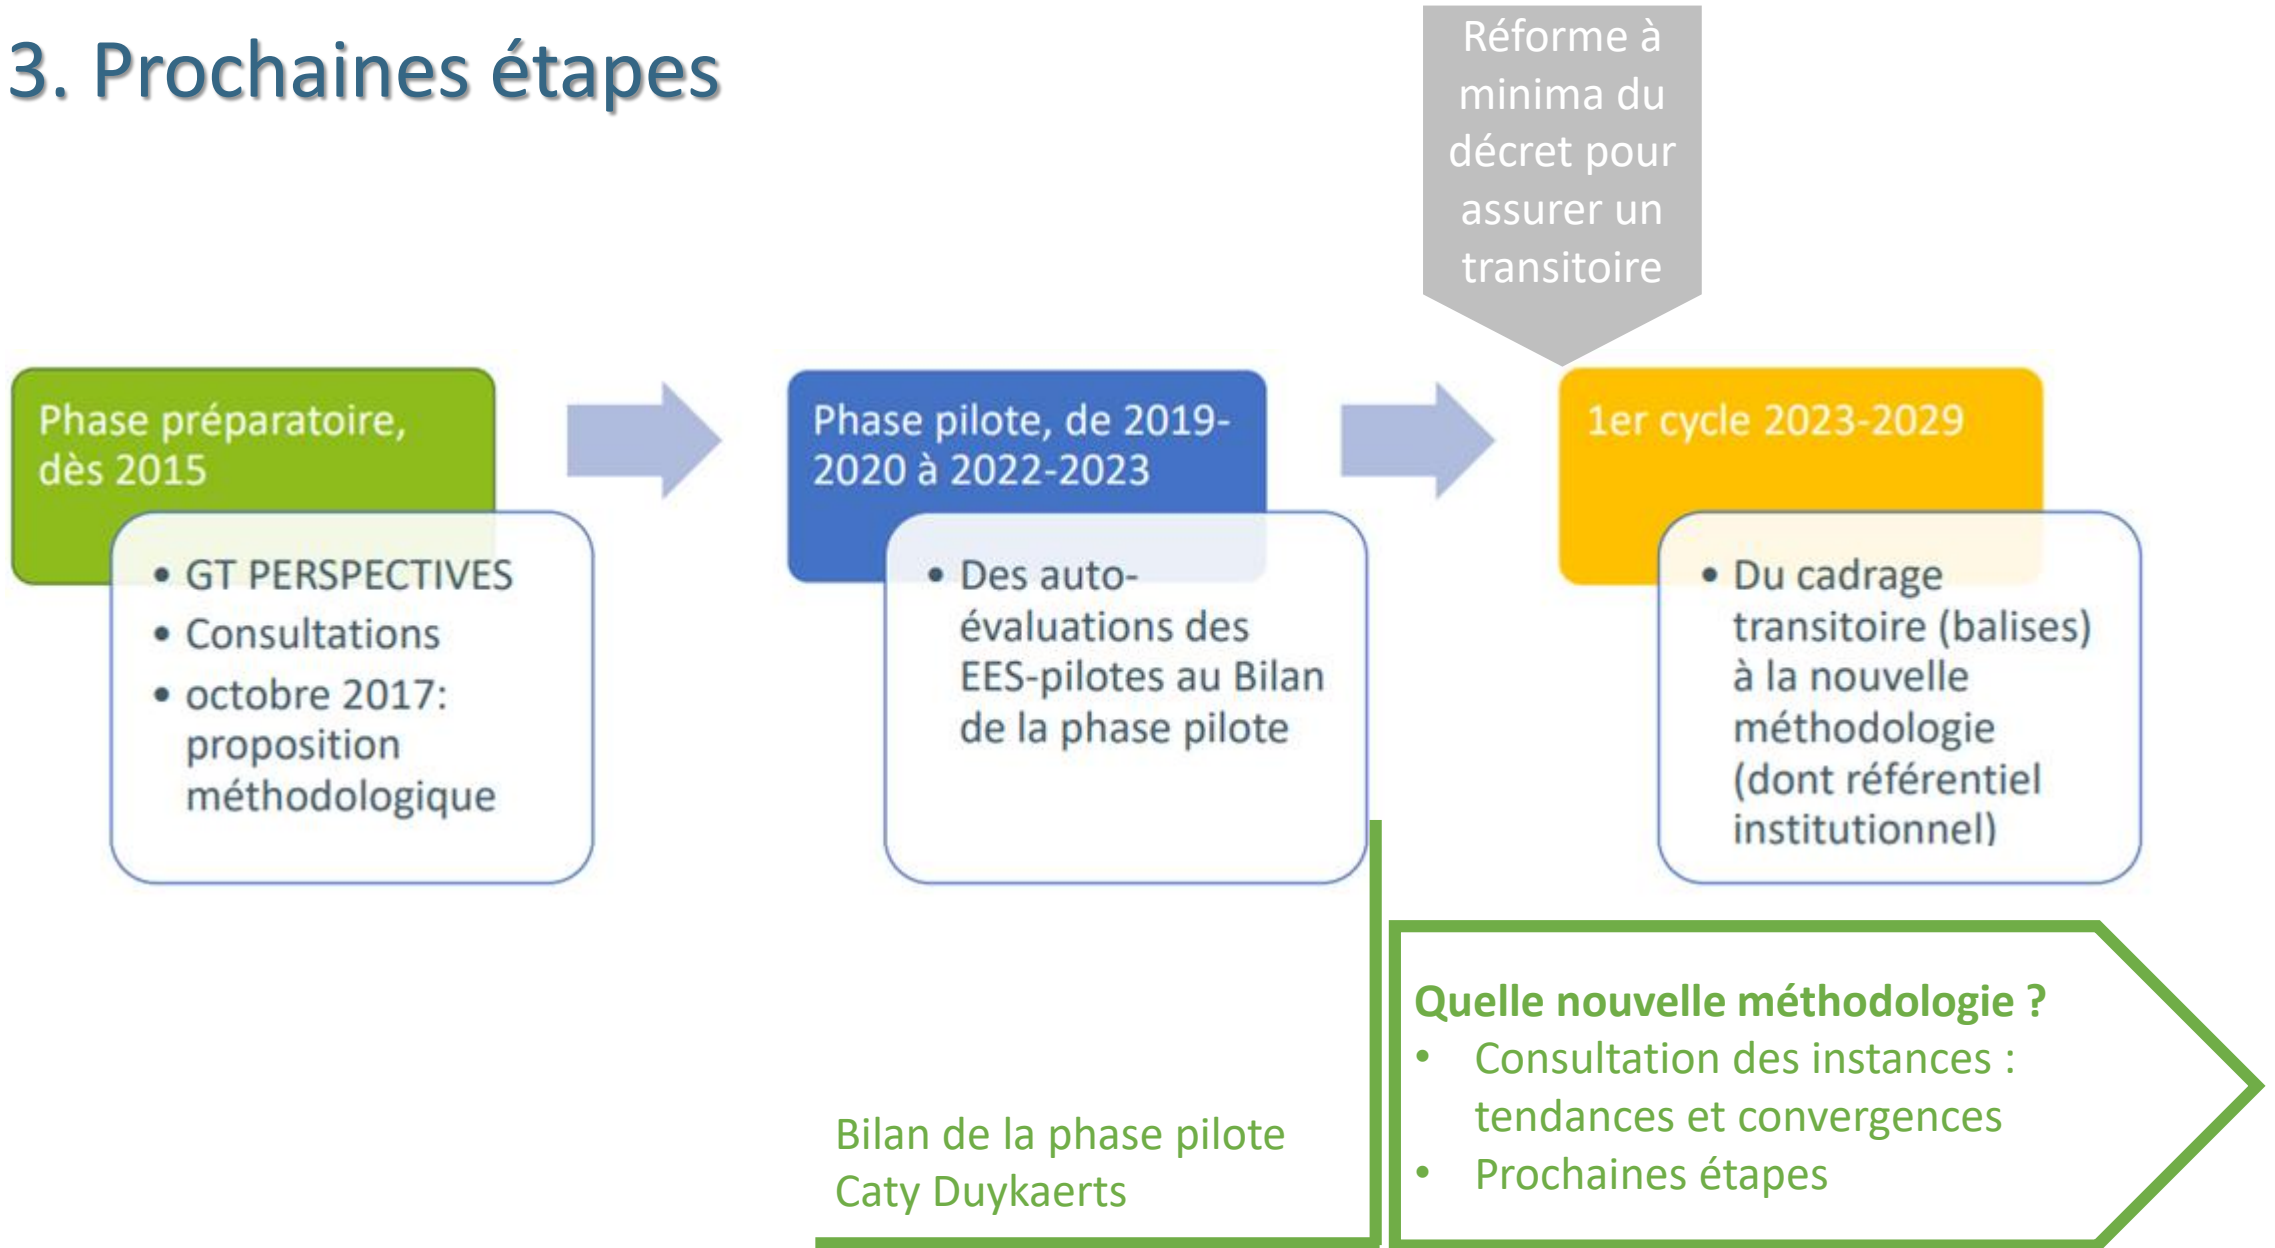 3. Prochaines étapes
Réforme à
minima du
décret pour
assurer un
transitoire
Phase préparatoire,
dès 2015
• GT PERSPECTIVES
• Consultations
• octobre 2017:
proposition
méthodologique
Phase pilote, de 2019-
2020 à 2022-2023
• Des auto-
évaluations des
EES-pilotes au Bilan
de la phase pilote
1er cycle 2023-2029
• Du cadrage
transitoire (balises)
à la nouvelle
méthodologie
(dont référentiel
institutionnel)
Bilan de la phase pilote
Caty Duykaerts
Quelle nouvelle méthodologie ?
• Consultation des instances :
tendances et convergences
• Prochaines étapes